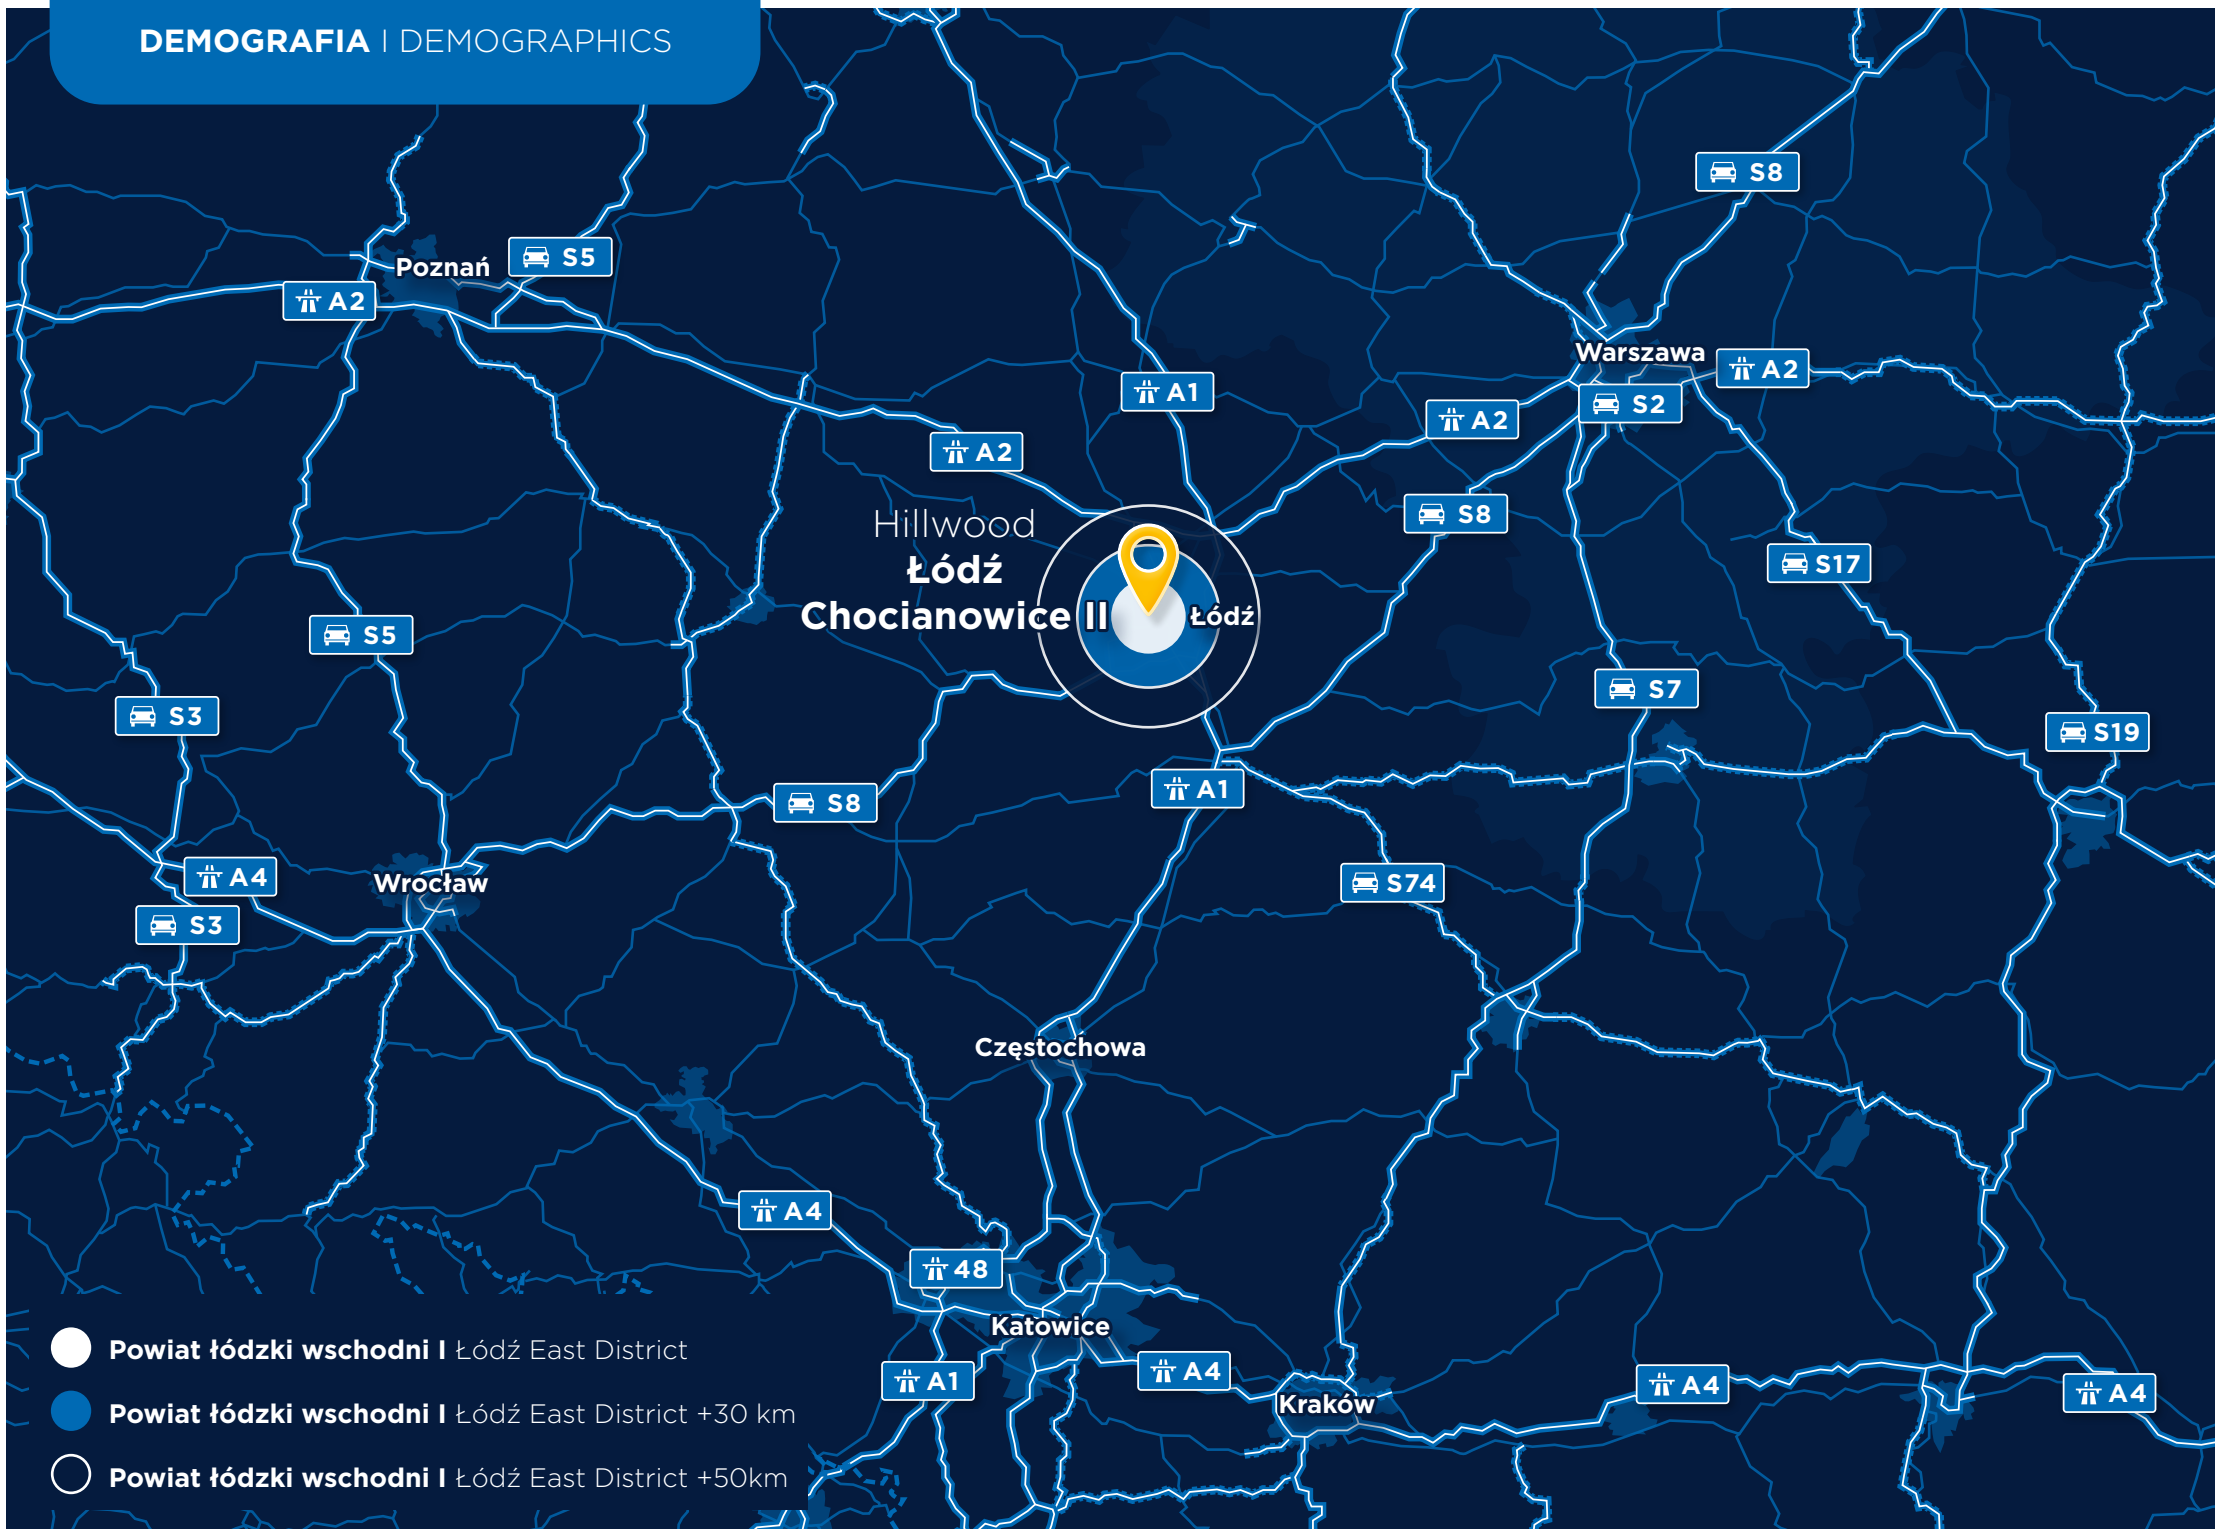 DEMOGRAFIA I DEMOGRAPHICS
S8
Poznań
S5
A2
Warszawa
A2
A1
S2
A2
A2
S8
Hillwood
Łódź
Chocianowice II
Łódź
S17
S5
S7
S3
S19
A1
S8
A4
Wrocław
S74
S3
Częstochowa
A4
48
Katowice
A1
A4
A4
A4
Kraków
Powiat łódzki wschodni I Łódź East District
Powiat łódzki wschodni I Łódź East District +30 km
Powiat łódzki wschodni I Łódź East District +50km